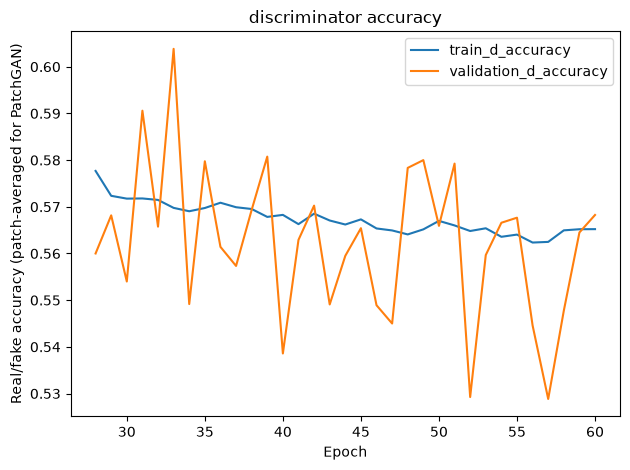 discriminator accuracy
train_d_accuracy
validation_d_accuracy
Real/fake accuracy (patch-averaged for PatchGAN)
0.60
0.59
0.58
0.57
0.56
0.55
0.54
0.53
30 35 40 45 50 55 60
Epoch